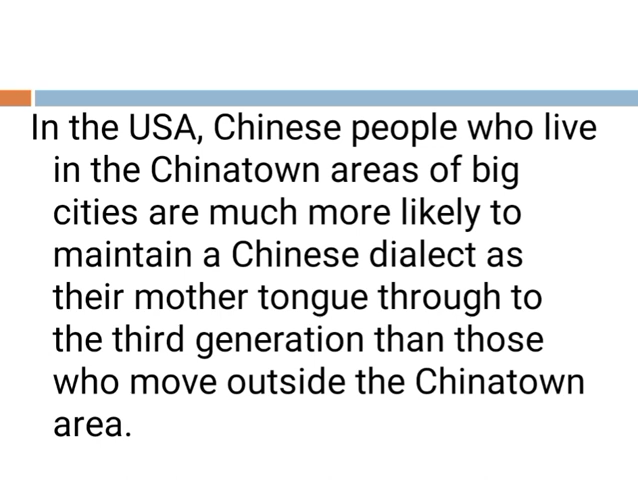 In the USA, Chinese people who live
in the Chinatown areas of big
cities are much more likely to
maintain a Chinese dialect as
their mother tongue through to
the third generation than those
who move outside the Chinatown
area.